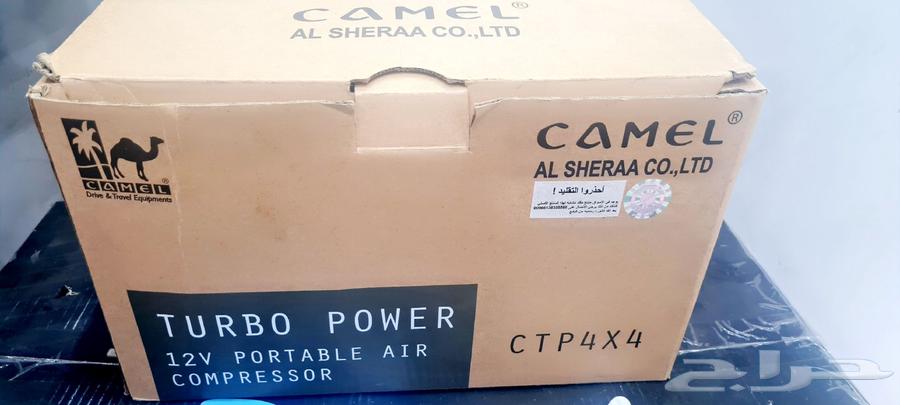 CAMEL®
AL SHERAA CO.,LTD
CAMEL®
AL SHERAA CO.,LTD
CAMEL®
Drive & Travel Equipments
أحذروا التقليد !
TURBO POWER
12V PORTABLE AIR
COMPRESSOR
CTP4X4
حراج